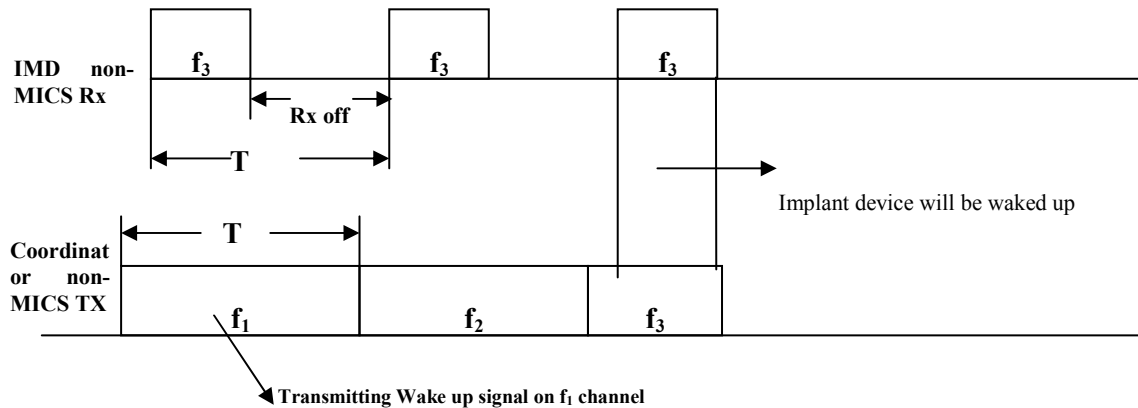 f₃ f₃ f₃
IMD non-
MICS Rx
Rx off
T
Implant device will be waked up
T
Coordinat
or non-
MICS TX
f₁ f₂ f₃
Transmitting Wake up signal on f₁ channel